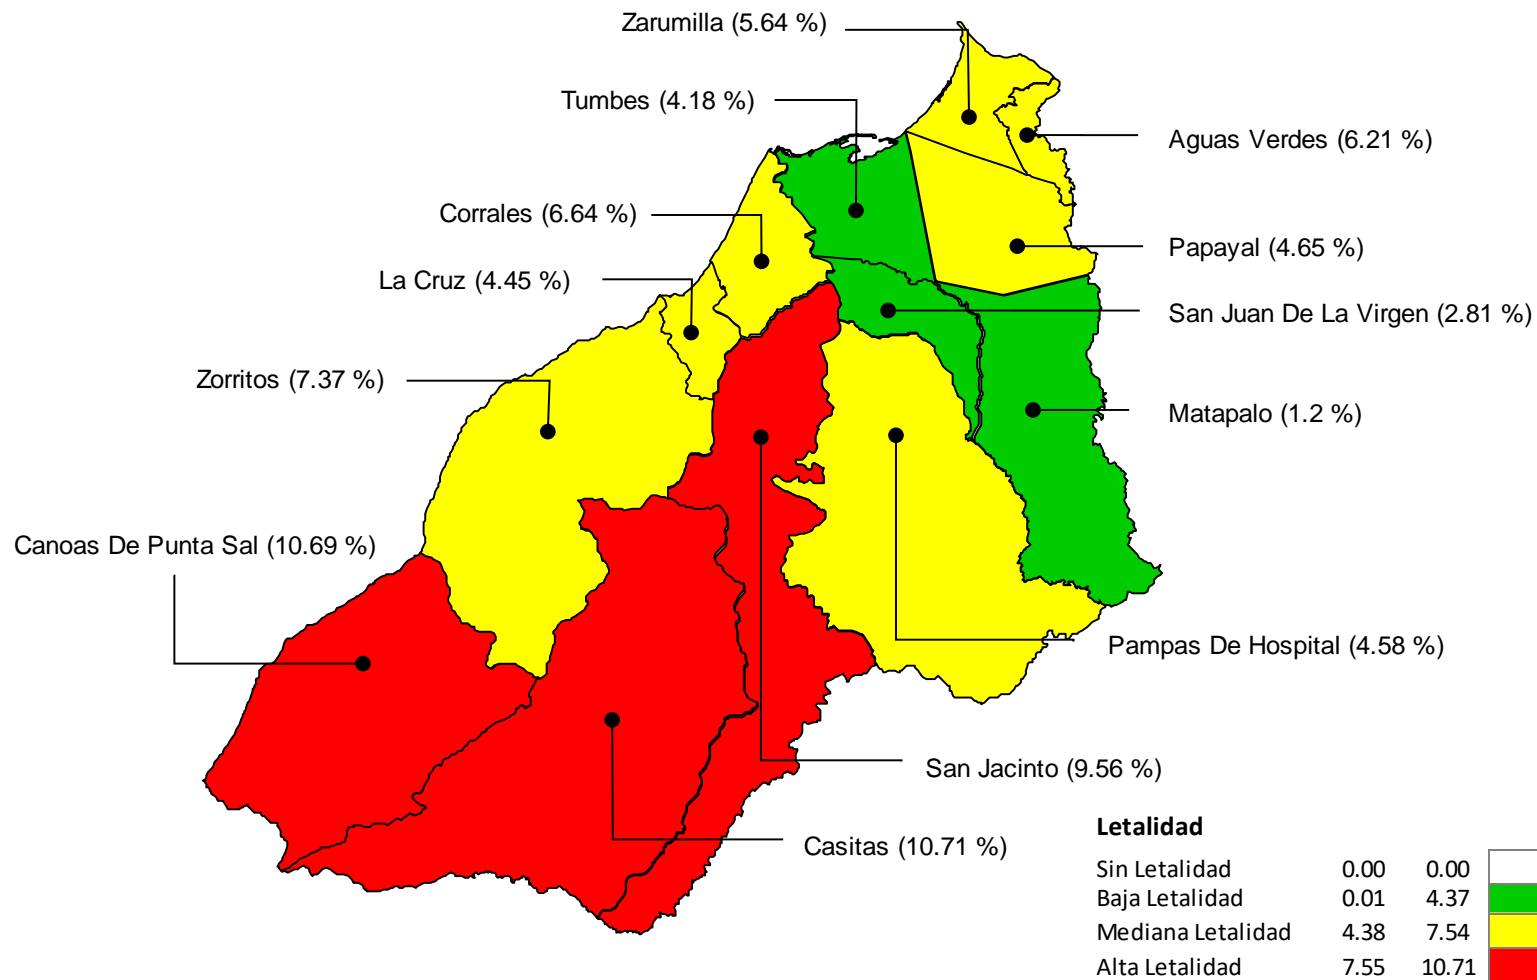 Zarumilla (5.64 %)
Tumbes (4.18 %)
Aguas Verdes (6.21 %)
Corrales (6.64 %)
Papayal (4.65 %)
La Cruz (4.45 %)
San Juan De La Virgen (2.81 %)
Zorritos (7.37 %)
Matapalo (1.2 %)
Canoas De Punta Sal (10.69 %)
Pampas De Hospital (4.58 %)
San Jacinto (9.56 %)
Casitas (10.71 %)
Letalidad
Sin Letalidad 0.00 0.00
Baja Letalidad 0.01 4.37
Mediana Letalidad 4.38 7.54
Alta Letalidad 7.55 10.71